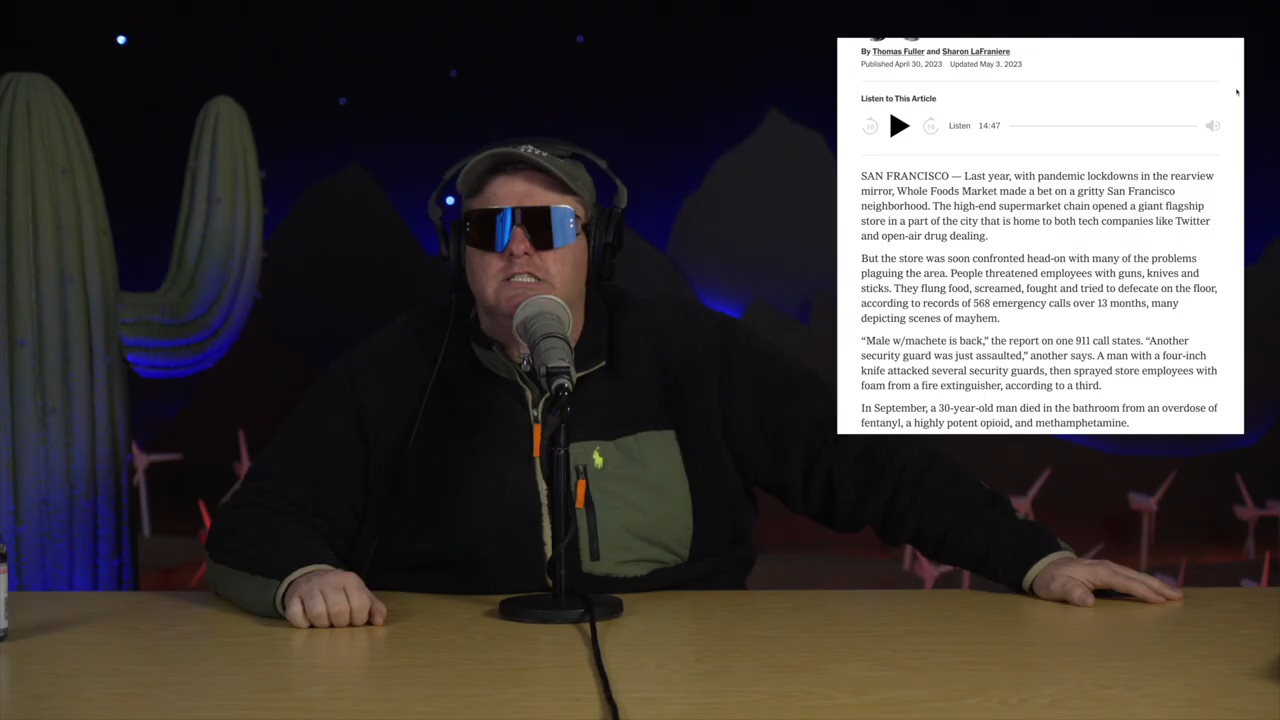 By Thomas Fuller and Sharon LaFraniere
Published April 30, 2023 Updated May 3, 2023
Listen to This Article
10
10
Listen 14:47
SAN FRANCISCO — Last year, with pandemic lockdowns in the rearview
mirror, Whole Foods Market made a bet on a gritty San Francisco
neighborhood. The high-end supermarket chain opened a giant flagship
store in a part of the city that is home to both tech companies like Twitter
and open-air drug dealing.
But the store was soon confronted head-on with many of the problems
plaguing the area. People threatened employees with guns, knives and
sticks. They flung food, screamed, fought and tried to defecate on the floor,
according to records of 568 emergency calls over 13 months, many
depicting scenes of mayhem.
“Male w/machete is back,” the report on one 911 call states. “Another
security guard was just assaulted,” another says. A man with a four-inch
knife attacked several security guards, then sprayed store employees with
foam from a fire extinguisher, according to a third.
In September, a 30-year-old man died in the bathroom from an overdose of
fentanyl, a highly potent opioid, and methamphetamine.